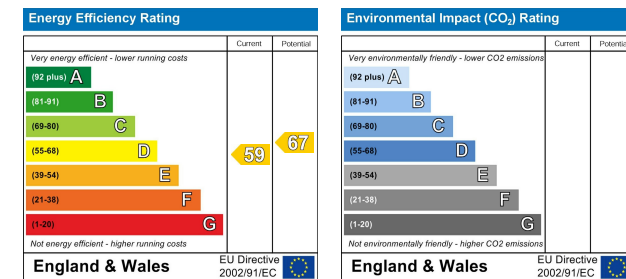 Energy Efficiency Rating
Current Potential
Very energy efficient - lower running costs
(92 plus) A
(81-91) B
(69-80) C
(55-68) D
(39-54) E
(21-38) F
(1-20) G
59
67
Not energy efficient - higher running costs
England & Wales
EU Directive
2002/91/EC
Environmental Impact (CO₂) Rating
Current Potential
Very environmentally friendly - lower CO2 emissions
(92 plus) A
(81-91) B
(69-80) C
(55-68) D
(39-54) E
(21-38) F
(1-20) G
Not environmentally friendly - higher CO2 emissions
England & Wales
EU Directive
2002/91/EC